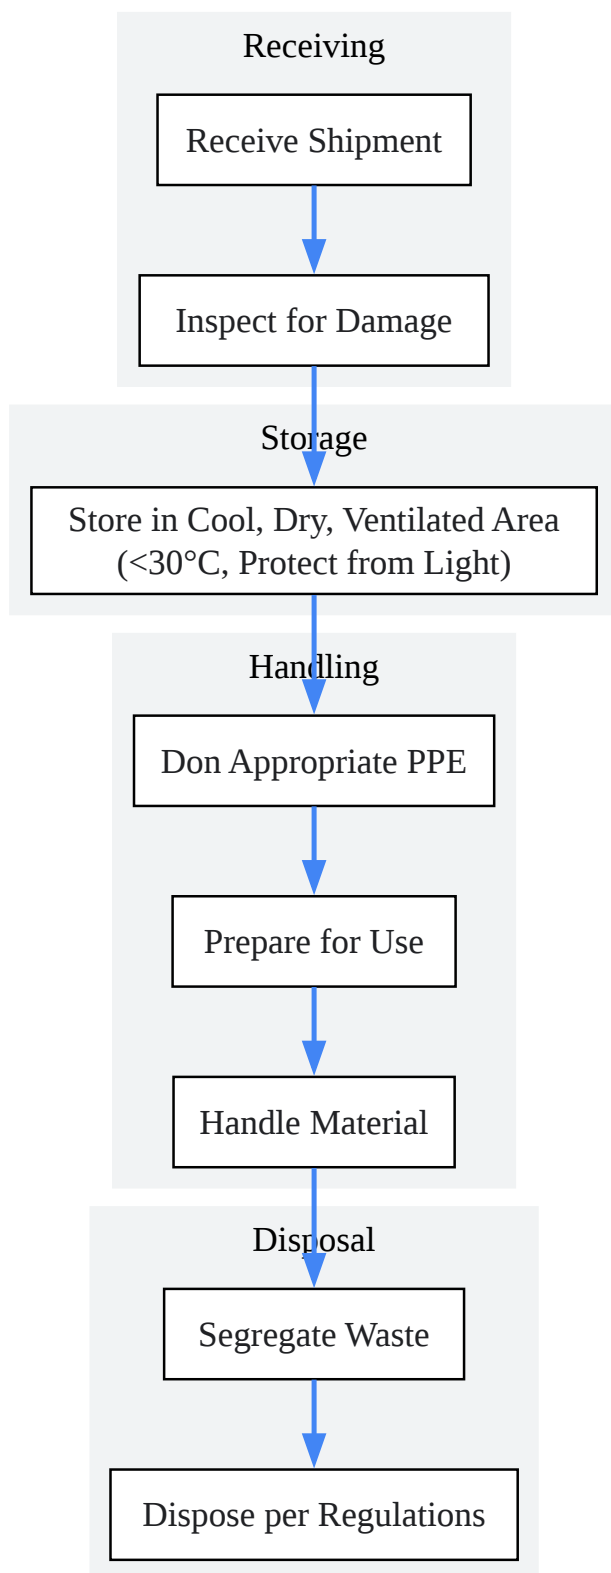 Receiving
Receive Shipment
Inspect for Damage
Storage
Store in Cool, Dry, Ventilated Area
(<30°C, Protect from Light)
Handling
Don Appropriate PPE
Prepare for Use
Handle Material
Disposal
Segregate Waste
Dispose per Regulations